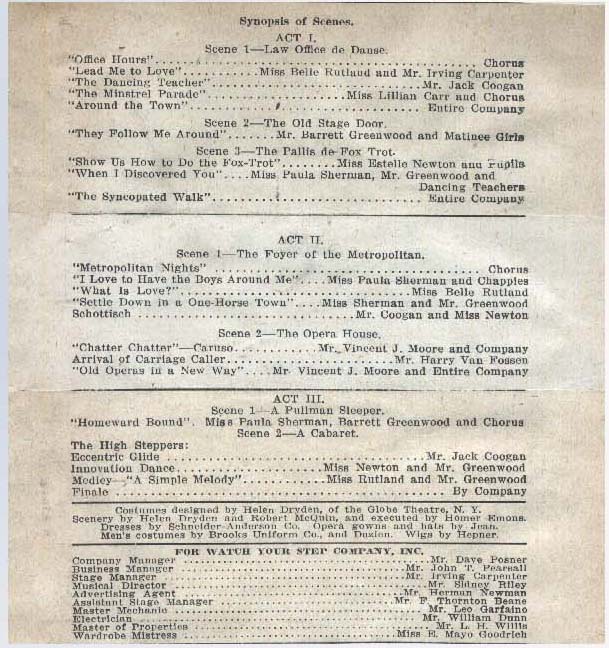 Synopsis of Scenes.
ACT I.
Scene 1—Law Office de Danse.
"Office Hours"........ Chorus
"Lead Me to Love"........Miss Belle Rutland and Mr. Irving Carpenter
"The Dancing Teacher"........Mr. Jack Coogan
"The Minstrel Parade"........Miss Lillian Carr and Chorus
"Around the Town"........ Entire Company
Scene 2—The Old Stage Door.
"They Follow Me Around".......Mr. Barrett Greenwood and Matinee Girls
Scene 3—The Pallis de Fox Trot.
"Show Us How to Do the Fox-Trot"........Miss Estelle Newton and Pupils
"When I Discovered You"....Miss Paula Sherman, Mr. Greenwood and
Dancing Teachers
"The Syncopated Walk"........ Entire Company
ACT II.
Scene 1—The Foyer of the Metropolitan.
"Metropolitan Nights" ........ Chorus
"I Love to Have the Boys Around Me"....Miss Paula Sherman and Chappies
"What Is Love?"........Miss Belle Rutland
"Settle Down in a One-Horse Town"....Miss Sherman and Mr. Greenwood
Schottisch ........Mr. Coogan and Miss Newton
Scene 2—The Opera House.
"Chatter Chatter"—Caruso........Mr. Vincent J. Moore and Company
Arrival of Carriage Caller........Mr. Harry Van Fossen
"Old Operas in a New Way"....Mr. Vincent J. Moore and Entire Company
ACT III.
Scene 1—A Pullman Sleeper.
"Homeward Bound". Miss Paula Sherman, Barrett Greenwood and Chorus
Scene 2—A Cabaret.
The High Steppers:
Eccentric Glide ........Mr. Jack Coogan
Innovation Dance........Miss Newton and Mr. Greenwood
Medley—"A Simple Melody"........Miss Rutland and Mr. Greenwood
Finale ........ By Company
Costumes designed by Helen Dryden, of the Globe Theatre, N. Y.
Scenery by Helen Dryden and Robert McQuin, and executed by Homer Emons.
Dresses by Schneider-Anderson Co. Opera gowns and hats by Jean.
Men's costumes by Brooks Uniform Co., and Duxlon. Wigs by Hepner.
FOR WATCH YOUR STEP COMPANY, INC.
Company Manager ........Mr. Dave Posner
Business Manager ........Mr. John T. Pearsall
Stage Manager ........Mr. Irving Carpenter
Musical Director ........Mr. Sidney Riley
Advertising Agent ........Mr. Herman Newman
Assistant Stage Manager ........Mr. F. Thornton Beane
Master Mechanic ........Mr. Leo Garfaino
Electrician ........Mr. William Dunn
Master of Properties ........Mr. L. H. Willis
Wardrobe Mistress ........Miss E. Mayo Goodrich